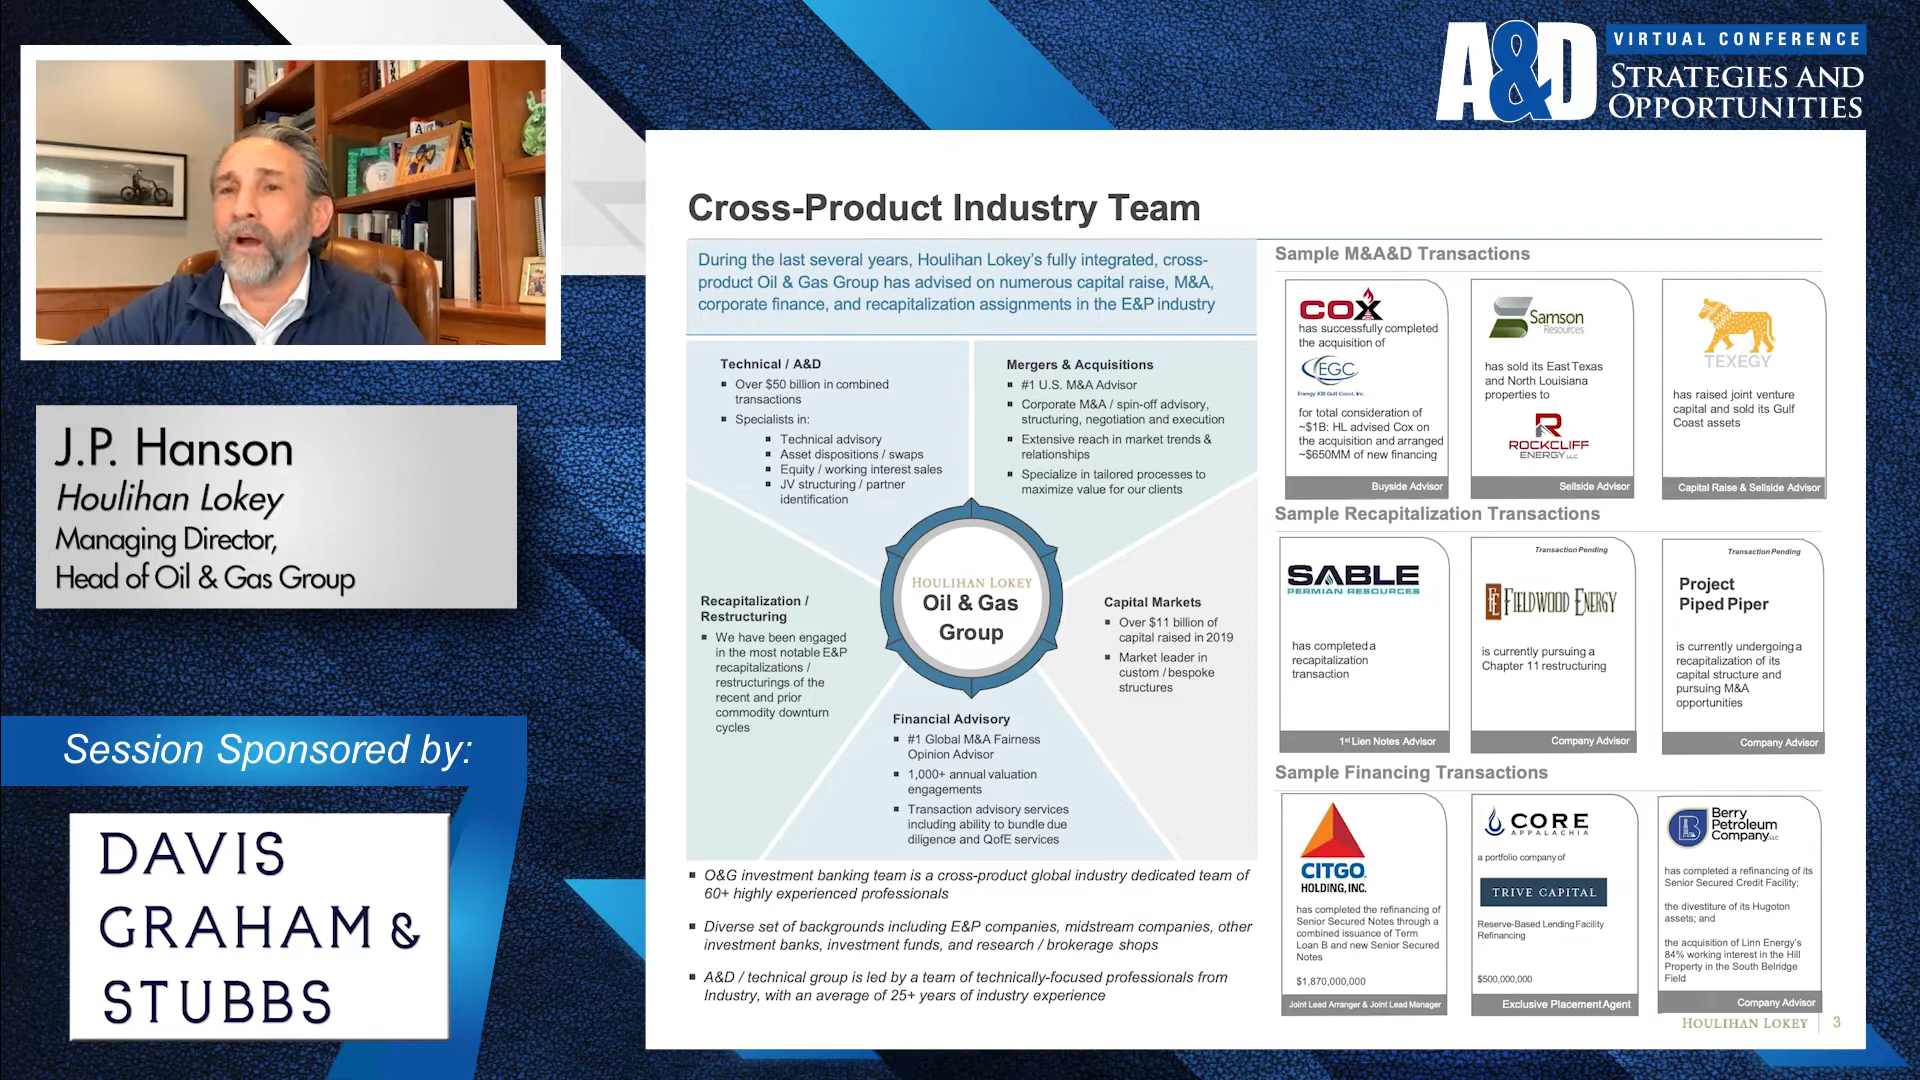 A&D
VIRTUAL CONFERENCE
STRATEGIES AND
OPPORTUNITIES
J.P. Hanson
Houlihan Lokey
Managing Director,
Head of Oil & Gas Group
Session Sponsored by:
DAVIS
GRAHAM &
STUBBS
Cross-Product Industry Team
During the last several years, Houlihan Lokey's fully integrated, cross-
product Oil & Gas Group has advised on numerous capital raise, M&A,
corporate finance, and recapitalization assignments in the E&P industry
Technical / A&D
Over $50 billion in combined
transactions
Specialists in:
Technical advisory
Asset dispositions / swaps
Equity / working interest sales
JV structuring / partner
identification
Mergers & Acquisitions
#1 U.S. M&A Advisor
Corporate M&A / spin-off advisory,
structuring, negotiation and execution
Extensive reach in market trends &
relationships
Specialize in tailored processes to
maximize value for our clients
Recapitalization /
Restructuring
We have been engaged
in the most notable E&P
recapitalizations /
restructurings of the
recent and prior
commodity downturn
cycles
HOULIHAN LOKEY
Oil & Gas
Group
Capital Markets
Over $11 billion of
capital raised in 2019
Market leader in
custom / bespoke
structures
Financial Advisory
#1 Global M&A Fairness
Opinion Advisor
1,000+ annual valuation
engagements
Transaction advisory services
including ability to bundle due
diligence and QofE services
O&G investment banking team is a cross-product global industry dedicated team of
60+ highly experienced professionals
Diverse set of backgrounds including E&P companies, midstream companies, other
investment banks, investment funds, and research / brokerage shops
A&D / technical group is led by a team of technically-focused professionals from
Industry, with an average of 25+ years of industry experience
Sample M&A&D Transactions
COX
has successfully completed
the acquisition of
EGC
Energy XXI Gulf Coast, Inc.
for total consideration of
~$1B: HL advised Cox on
the acquisition and arranged
~$650MM of new financing
Buyside Advisor
Samson
Resources
has sold its East Texas
and North Louisiana
properties to
ROCKCLIFF
ENERGY LLC
Sellside Advisor
TEXEGY
has raised joint venture
capital and sold its Gulf
Coast assets
Capital Raise & Sellside Advisor
Sample Recapitalization Transactions
SABLE
PERMIAN RESOURCES
has completed a
recapitalization
transaction
1st Lien Notes Advisor
Transaction Pending
FIELDWOOD ENERGY
is currently pursuing a
Chapter 11 restructuring
Company Advisor
Transaction Pending
Project
Piped Piper
is currently undergoing a
recapitalization of its
capital structure and
pursuing M&A
opportunities
Company Advisor
Sample Financing Transactions
CITGO
HOLDING, INC.
has completed the refinancing of
Senior Secured Notes through a
combined issuance of Term
Loan B and new Senior Secured
Notes
$1,870,000,000
Joint Lead Arranger & Joint Lead Manager
CORE
APPALACHIA
a portfolio company of
TRIVE CAPITAL
Reserve-Based Lending Facility
Refinancing
$500,000,000
Exclusive Placement Agent
Berry
Petroleum
Company, LLC
has completed a refinancing of its
Senior Secured Credit Facility;
the divestiture of its Hugoton
assets; and
the acquisition of Linn Energy's
84% working interest in the Hill
Property in the South Belridge
Field
Company Advisor
HOULIHAN LOKEY
3